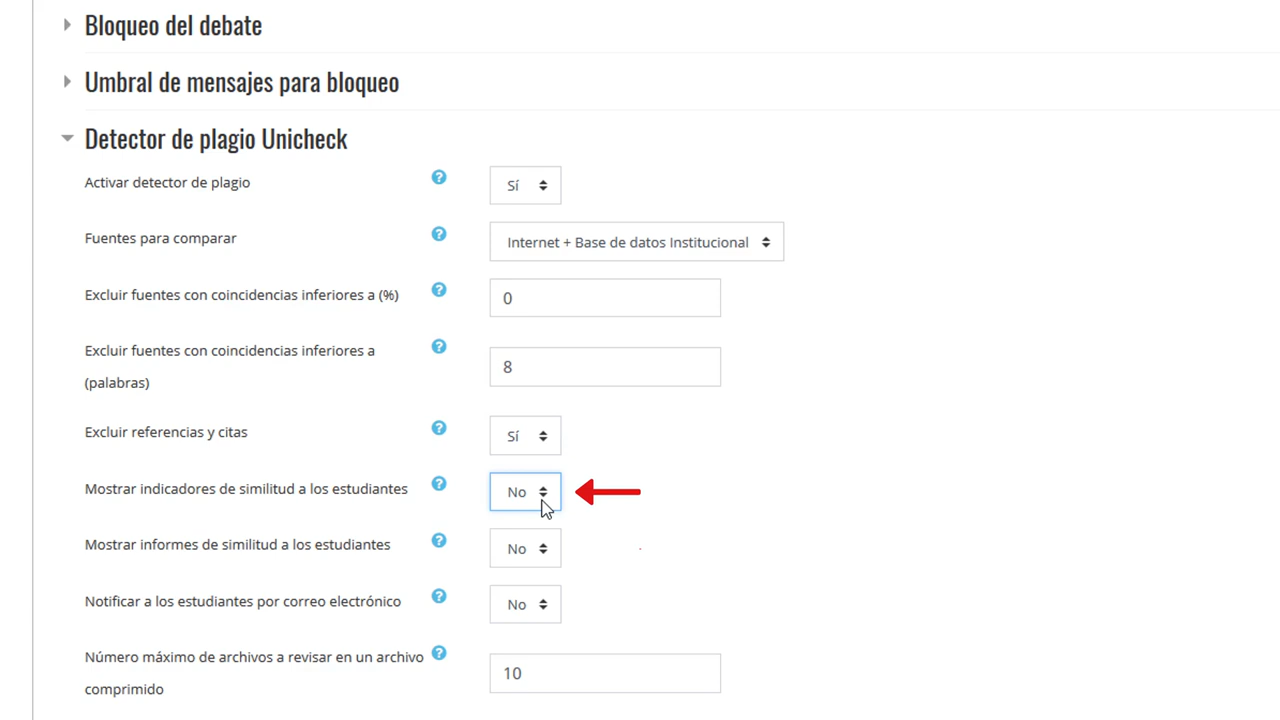 Bloqueo del debate
Umbral de mensajes para bloqueo
Detector de plagio Unicheck
Activar detector de plagio ? Sí
Fuentes para comparar ? Internet + Base de datos Institucional
Excluir fuentes con coincidencias inferiores a (%) ? 0
Excluir fuentes con coincidencias inferiores a ? 8
(palabras)
Excluir referencias y citas ? Sí
Mostrar indicadores de similitud a los estudiantes ? No
Mostrar informes de similitud a los estudiantes ? No
Notificar a los estudiantes por correo electrónico ? No
Número máximo de archivos a revisar en un archivo ? 10
comprimido